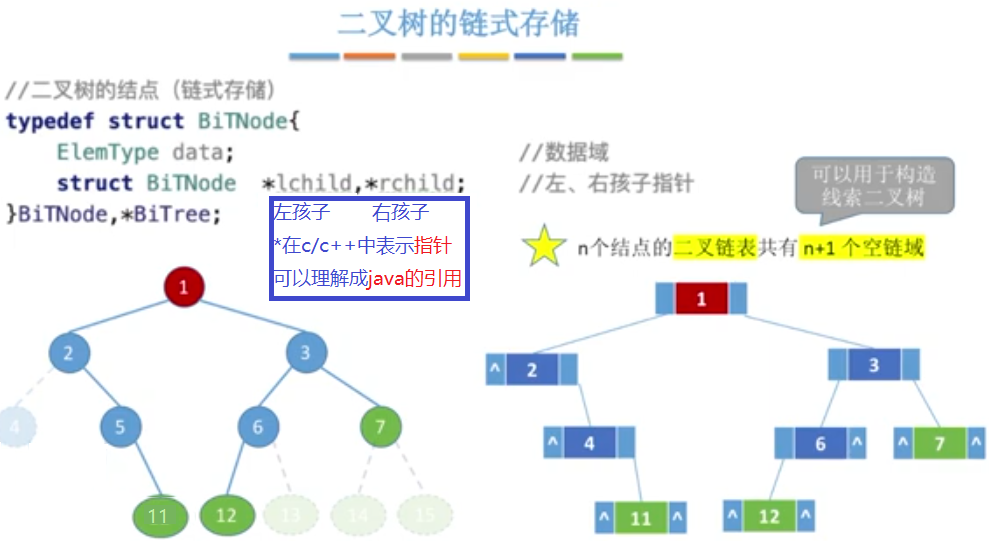 二叉树的链式存储
//二叉树的结点（链式存储）
typedef struct BiTNode{
ElemType data;
//数据域
struct BiTNode *lchild,*rchild;
//左、右孩子指针
}BiTNode,*BiTree;
左孩子 右孩子
*在c/c++中表示指针
可以理解成java的引用
可以用于构造
线索二叉树
n个结点的二叉链表共有 n+1 个空链域
1
2
3
4
5
6
7
11
12
13
14
15
1
^ 2
3
^ 4
6 ^
^ 7 ^
^ 11 ^
^ 12 ^